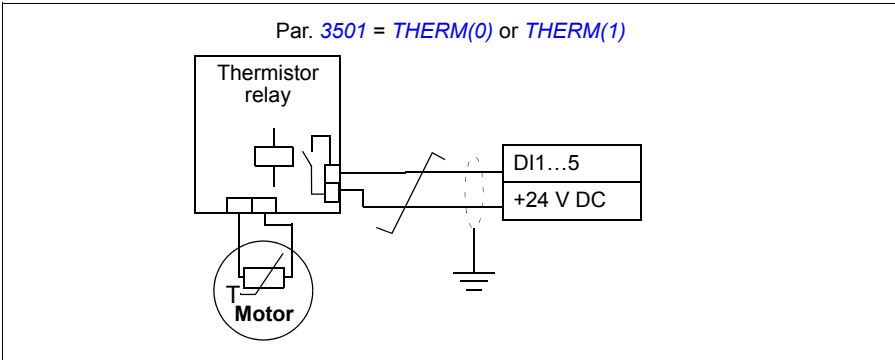 Par. 3501 = THERM(0) or THERM(1)
Thermistor
relay
DI1…5
+24 V DC
T
Motor